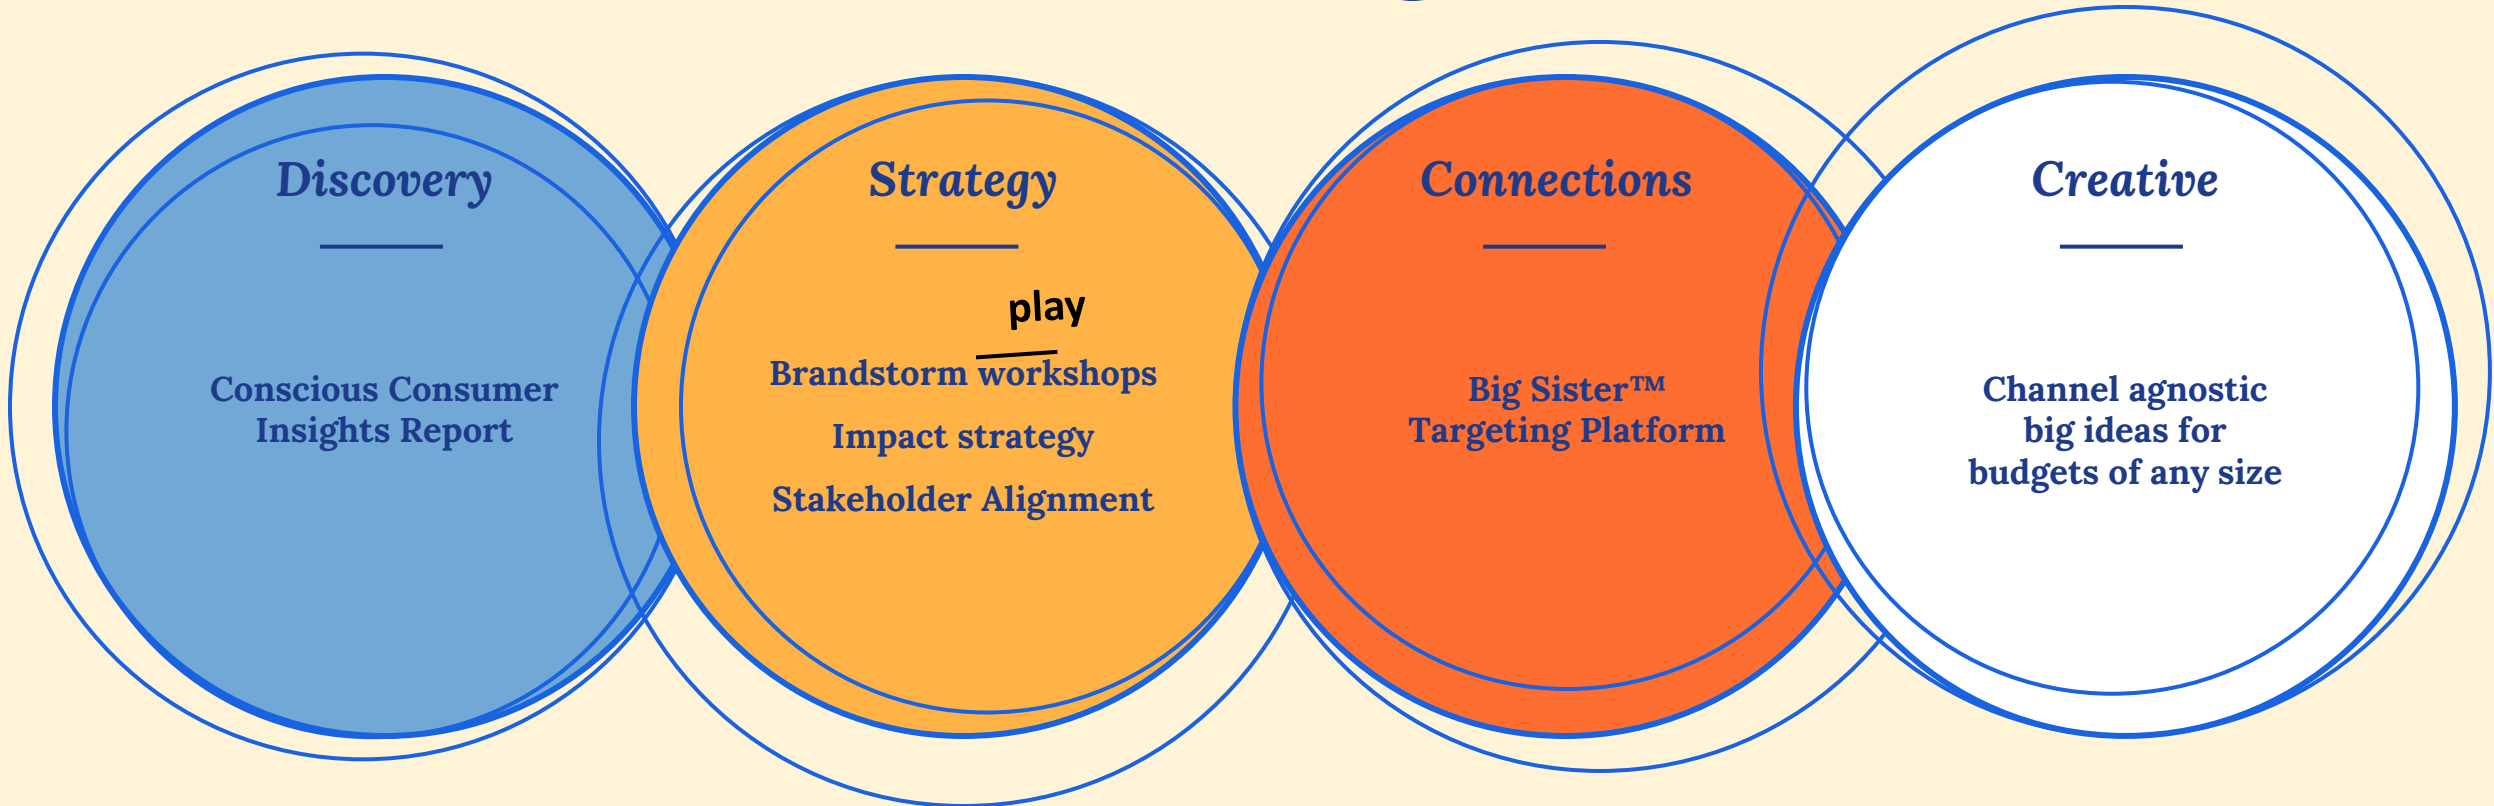 Discovery
Conscious Consumer
Insights Report
Strategy
play
Brandstorm workshops
Impact strategy
Stakeholder Alignment
Connections
Big Sister™
Targeting Platform
Creative
Channel agnostic
big ideas for
budgets of any size